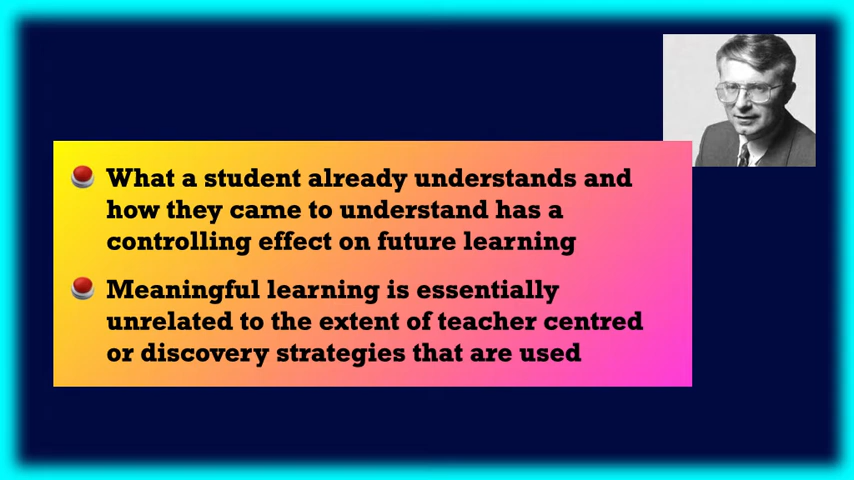 What a student already understands and
how they came to understand has a
controlling effect on future learning
Meaningful learning is essentially
unrelated to the extent of teacher centred
or discovery strategies that are used